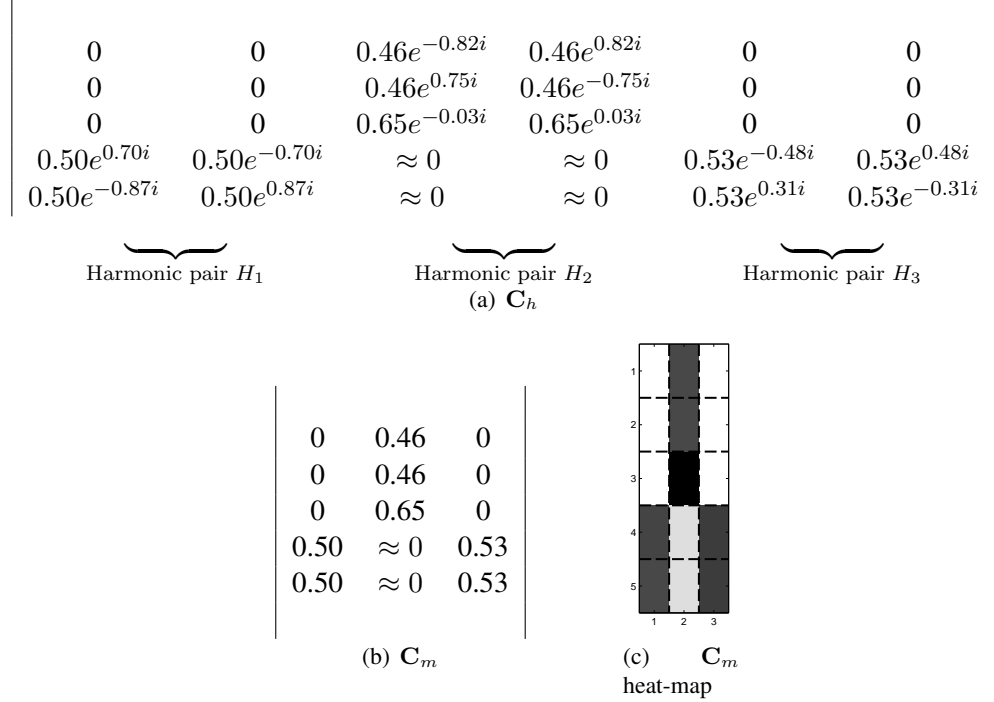 0 0 0.46e^{-0.82i} 0.46e^{0.82i} 0 0
0 0 0.46e^{0.75i} 0.46e^{-0.75i} 0 0
0 0 0.65e^{-0.03i} 0.65e^{0.03i} 0 0
0.50e^{0.70i} 0.50e^{-0.70i} ≈ 0 ≈ 0 0.53e^{-0.48i} 0.53e^{0.48i}
0.50e^{-0.87i} 0.50e^{0.87i} ≈ 0 ≈ 0 0.53e^{0.31i} 0.53e^{-0.31i}
Harmonic pair H_1 Harmonic pair H_2 Harmonic pair H_3
(a) C_h
0 0.46 0
0 0.46 0
0 0.65 0
0.50 ≈ 0 0.53
0.50 ≈ 0 0.53
(b) C_m
1
2
3
4
5
1 2 3
(c) C_m
heat-map